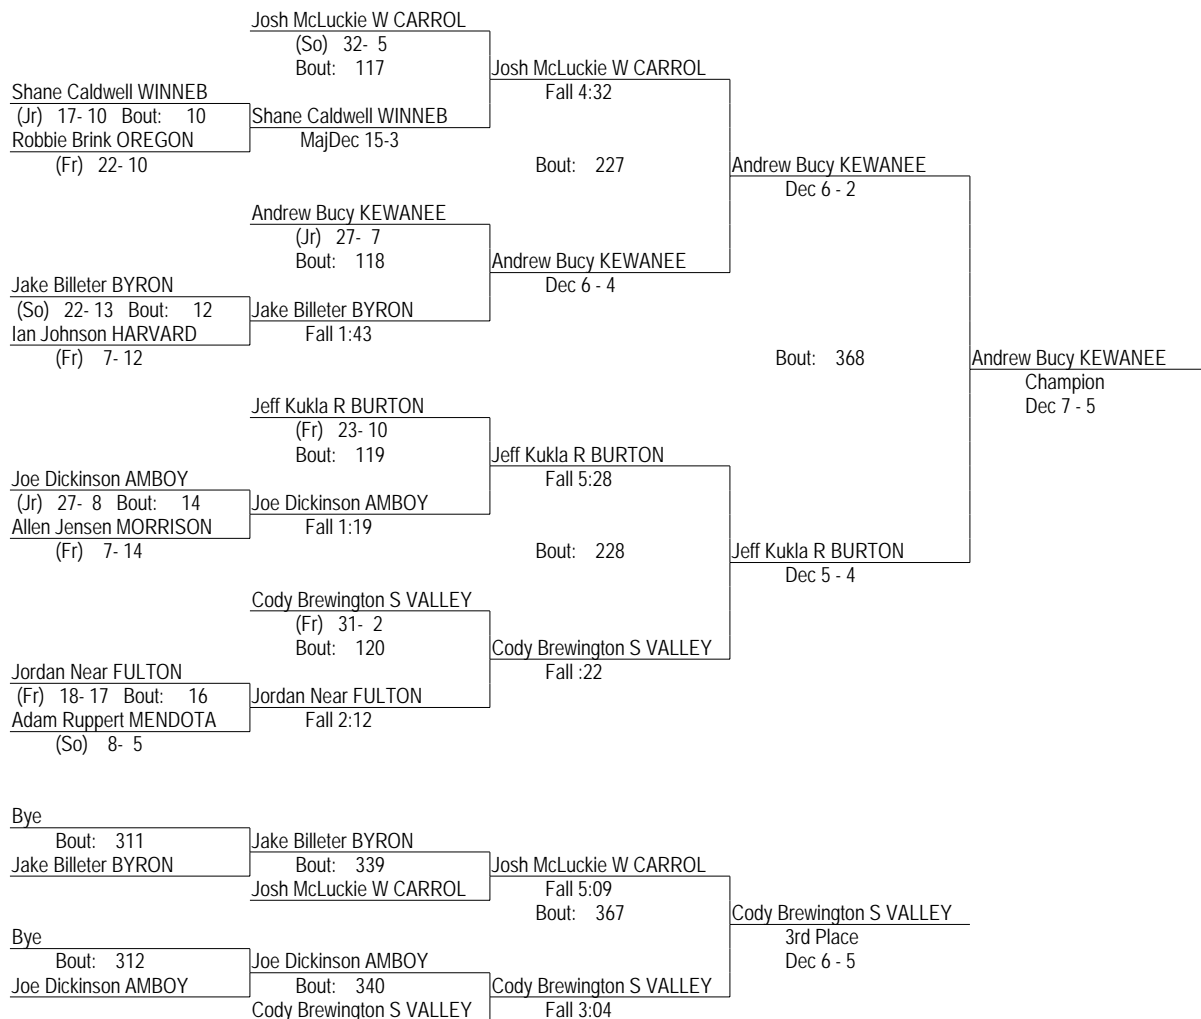 Josh McLuckie W CARROL
(So) 32- 5
Bout: 117
Josh McLuckie W CARROL
Fall 4:32
Shane Caldwell WINNEB
(Jr) 17- 10 Bout: 10
Shane Caldwell WINNEB
Robbie Brink OREGON
MajDec 15-3
(Fr) 22- 10
Bout: 227
Andrew Bucy KEWANEE
Dec 6 - 2
Andrew Bucy KEWANEE
(Jr) 27- 7
Bout: 118
Andrew Bucy KEWANEE
Dec 6 - 4
Jake Billeter BYRON
(So) 22- 13 Bout: 12
Jake Billeter BYRON
Ian Johnson HARVARD
Fall 1:43
(Fr) 7- 12
Bout: 368
Andrew Bucy KEWANEE
Champion
Dec 7 - 5
Jeff Kukla R BURTON
(Fr) 23- 10
Bout: 119
Jeff Kukla R BURTON
Fall 5:28
Joe Dickinson AMBOY
(Jr) 27- 8 Bout: 14
Joe Dickinson AMBOY
Allen Jensen MORRISON
Fall 1:19
(Fr) 7- 14
Bout: 228
Jeff Kukla R BURTON
Dec 5 - 4
Cody Brewington S VALLEY
(Fr) 31- 2
Bout: 120
Cody Brewington S VALLEY
Fall :22
Jordan Near FULTON
(Fr) 18- 17 Bout: 16
Jordan Near FULTON
Adam Ruppert MENDOTA
Fall 2:12
(So) 8- 5
Bye
Bout: 311
Jake Billeter BYRON
Jake Billeter BYRON
Bout: 339
Josh McLuckie W CARROL
Josh McLuckie W CARROL
Fall 5:09
Bout: 367
Cody Brewington S VALLEY
3rd Place
Dec 6 - 5
Bye
Bout: 312
Joe Dickinson AMBOY
Joe Dickinson AMBOY
Bout: 340
Cody Brewington S VALLEY
Cody Brewington S VALLEY
Fall 3:04